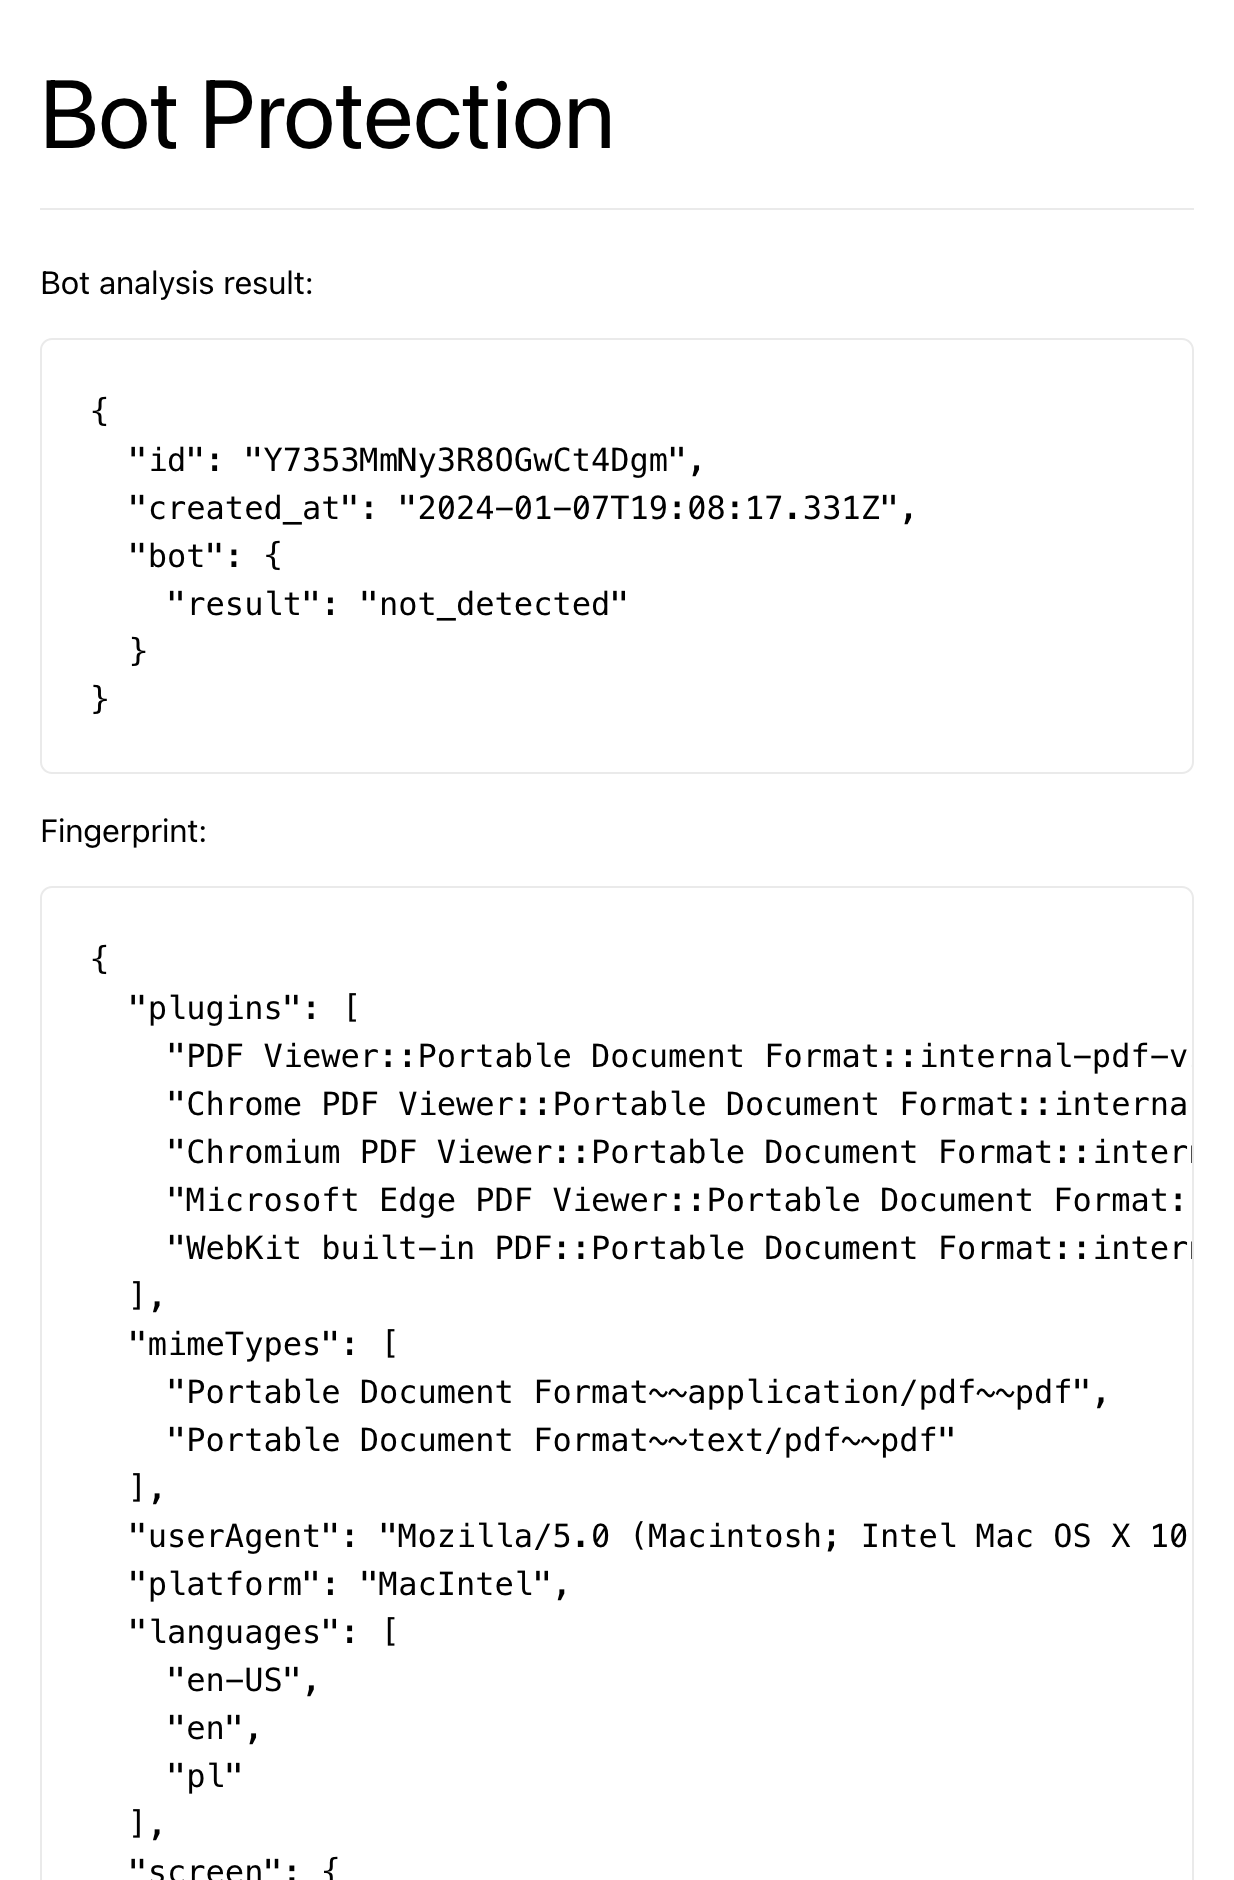 Bot Protection
Bot analysis result:
{
  "id": "Y7353MmNy3R8OGwCt4Dgm",
  "created_at": "2024-01-07T19:08:17.331Z",
  "bot": {
    "result": "not_detected"
  }
}
Fingerprint:
{
  "plugins": [
    "PDF Viewer::Portable Document Format::internal-pdf-v
    "Chrome PDF Viewer::Portable Document Format::interna
    "Chromium PDF Viewer::Portable Document Format::inter
    "Microsoft Edge PDF Viewer::Portable Document Format:
    "WebKit built-in PDF::Portable Document Format::inter
  ],
  "mimeTypes": [
    "Portable Document Format~~application/pdf~~pdf",
    "Portable Document Format~~text/pdf~~pdf"
  ],
  "userAgent": "Mozilla/5.0 (Macintosh; Intel Mac OS X 10
  "platform": "MacIntel",
  "languages": [
    "en-US",
    "en",
    "pl"
  ],
  "screen": {